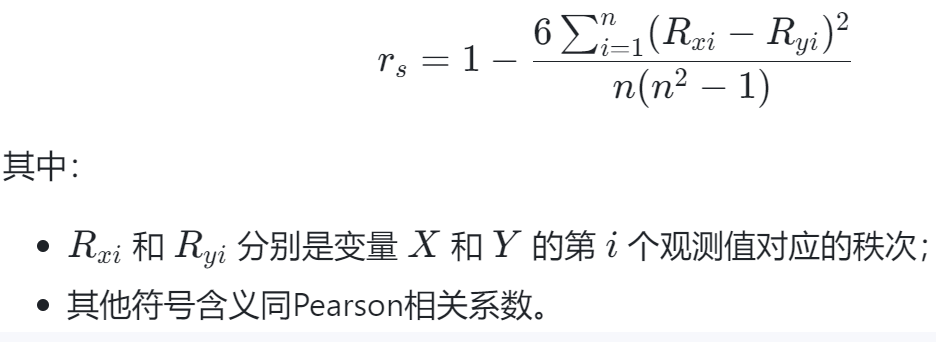 r_s = 1 - \frac{6 \sum_{i=1}^{n} (R_{xi} - R_{yi})^2}{n(n^2 - 1)}
其中：
• R_{xi} 和 R_{yi} 分别是变量 X 和 Y 的第 i 个观测值对应的秩次；
• 其他符号含义同Pearson相关系数。